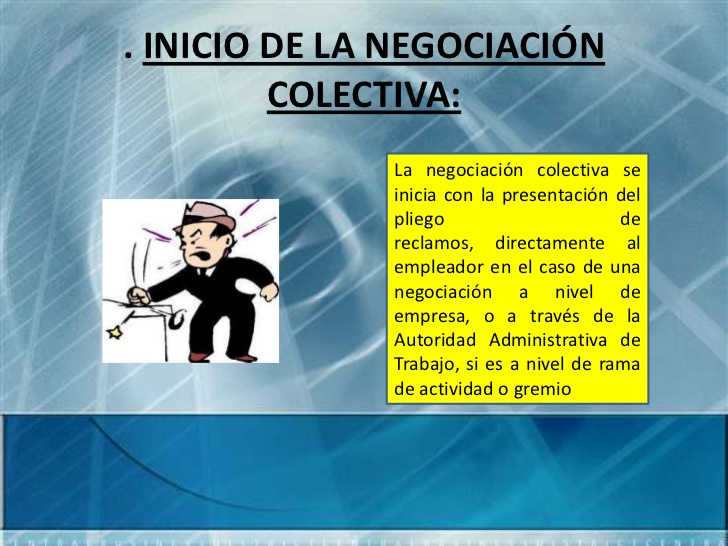 . INICIO DE LA NEGOCIACIÓN
COLECTIVA:
La negociación colectiva se
inicia con la presentación del
pliego de
reclamos, directamente al
empleador en el caso de una
negociación a nivel de
empresa, o a través de la
Autoridad Administrativa de
Trabajo, si es a nivel de rama
de actividad o gremio